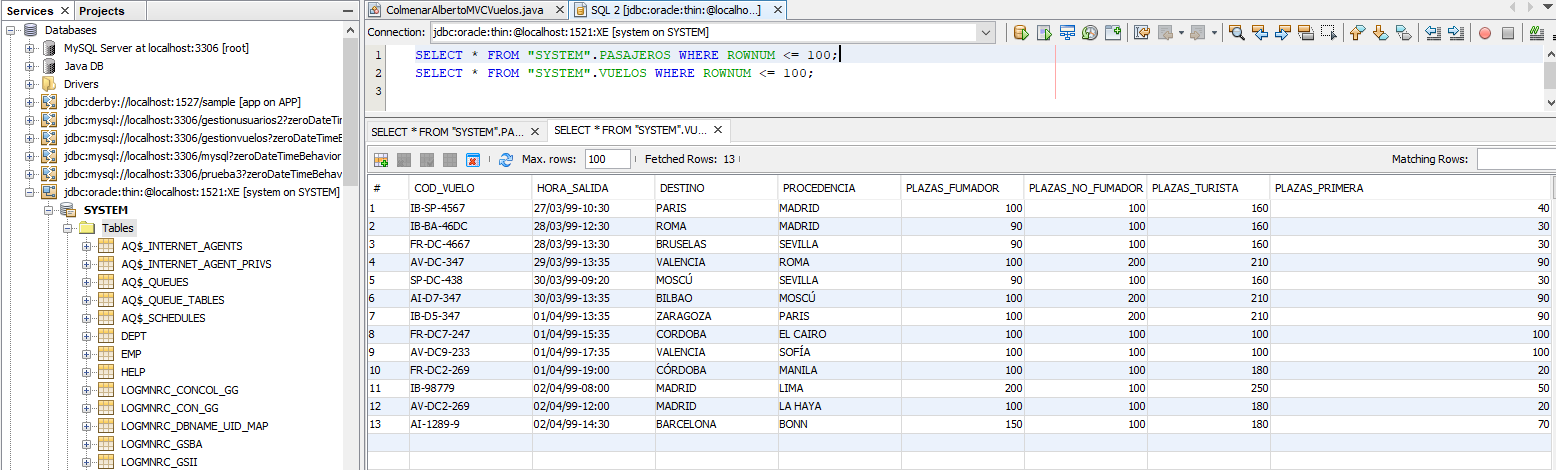 Services
Projects
ColmenarAlbertoMVCVuelos.java
SQL 2 [jdbc:oracle:thin:@localho...]
Databases
MySQL Server at localhost:3306 [root]
Java DB
Drivers
jdbc:derby://localhost:1527/sample [app on APP]
jdbc:mysql://localhost:3306/gestionusuarios2?zeroDateTim
jdbc:mysql://localhost:3306/gestionvuelos?zeroDateTimeB
jdbc:mysql://localhost:3306/mysql?zeroDateTimeBehavior
jdbc:mysql://localhost:3306/prueba3?zeroDateTimeBehav
jdbc:oracle:thin:@localhost:1521:XE [system on SYSTEM]
SYSTEM
Tables
AQ$_INTERNET_AGENTS
AQ$_INTERNET_AGENT_PRIVS
AQ$_QUEUES
AQ$_QUEUE_TABLES
AQ$_SCHEDULES
DEPT
EMP
HELP
LOGMNRC_CONCOL_GG
LOGMNRC_CON_GG
LOGMNRC_DBNAME_UID_MAP
LOGMNRC_GSBA
LOGMNRC_GSII
Connection: jdbc:oracle:thin:@localhost:1521:XE [system on SYSTEM]
1 SELECT * FROM "SYSTEM".PASAJEROS WHERE ROWNUM <= 100;
2 SELECT * FROM "SYSTEM".VUELOS WHERE ROWNUM <= 100;
3
SELECT * FROM "SYSTEM".PA... SELECT * FROM "SYSTEM".VU...
Max. rows: 100 Fetched Rows: 13 Matching Rows:
# COD_VUELO HORA_SALIDA DESTINO PROCEDENCIA PLAZAS_FUMADOR PLAZAS_NO_FUMADOR PLAZAS_TURISTA PLAZAS_PRIMERA
1 IB-SP-4567 27/03/99-10:30 PARIS MADRID 100 100 160 40
2 IB-BA-46DC 28/03/99-12:30 ROMA MADRID 90 100 160 30
3 FR-DC-4667 28/03/99-13:30 BRUSELAS SEVILLA 90 100 160 30
4 AV-DC-347 29/03/99-13:35 VALENCIA ROMA 100 200 210 90
5 SP-DC-438 30/03/99-09:20 MOSCÚ SEVILLA 90 100 160 30
6 AI-D7-347 30/03/99-13:35 BILBAO MOSCÚ 100 200 210 90
7 IB-D5-347 01/04/99-13:35 ZARAGOZA PARIS 100 200 210 90
8 FR-DC7-247 01/04/99-15:35 CORDOBA EL CAIRO 100 100 100 100
9 AV-DC9-233 01/04/99-17:35 VALENCIA SOFÍA 100 100 100 100
10 FR-DC2-269 01/04/99-19:00 CÓRDOBA MANILA 100 100 180 20
11 IB-98779 02/04/99-08:00 MADRID LIMA 200 100 250 50
12 AV-DC2-269 02/04/99-12:00 MADRID LA HAYA 100 100 180 20
13 AI-1289-9 02/04/99-14:30 BARCELONA BONN 150 100 180 70